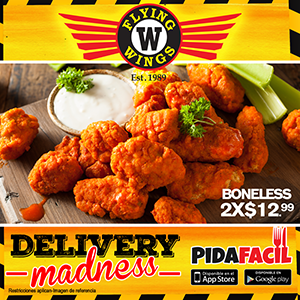 FLYING
W
WINGS
Est. 1989
BONELESS
2X$12.99
DELIVERY
madness
PIDAFACIL
Disponible en el
App Store
DISPONIBLE EN
Google play
Restricciones aplican-Imagen de referencia